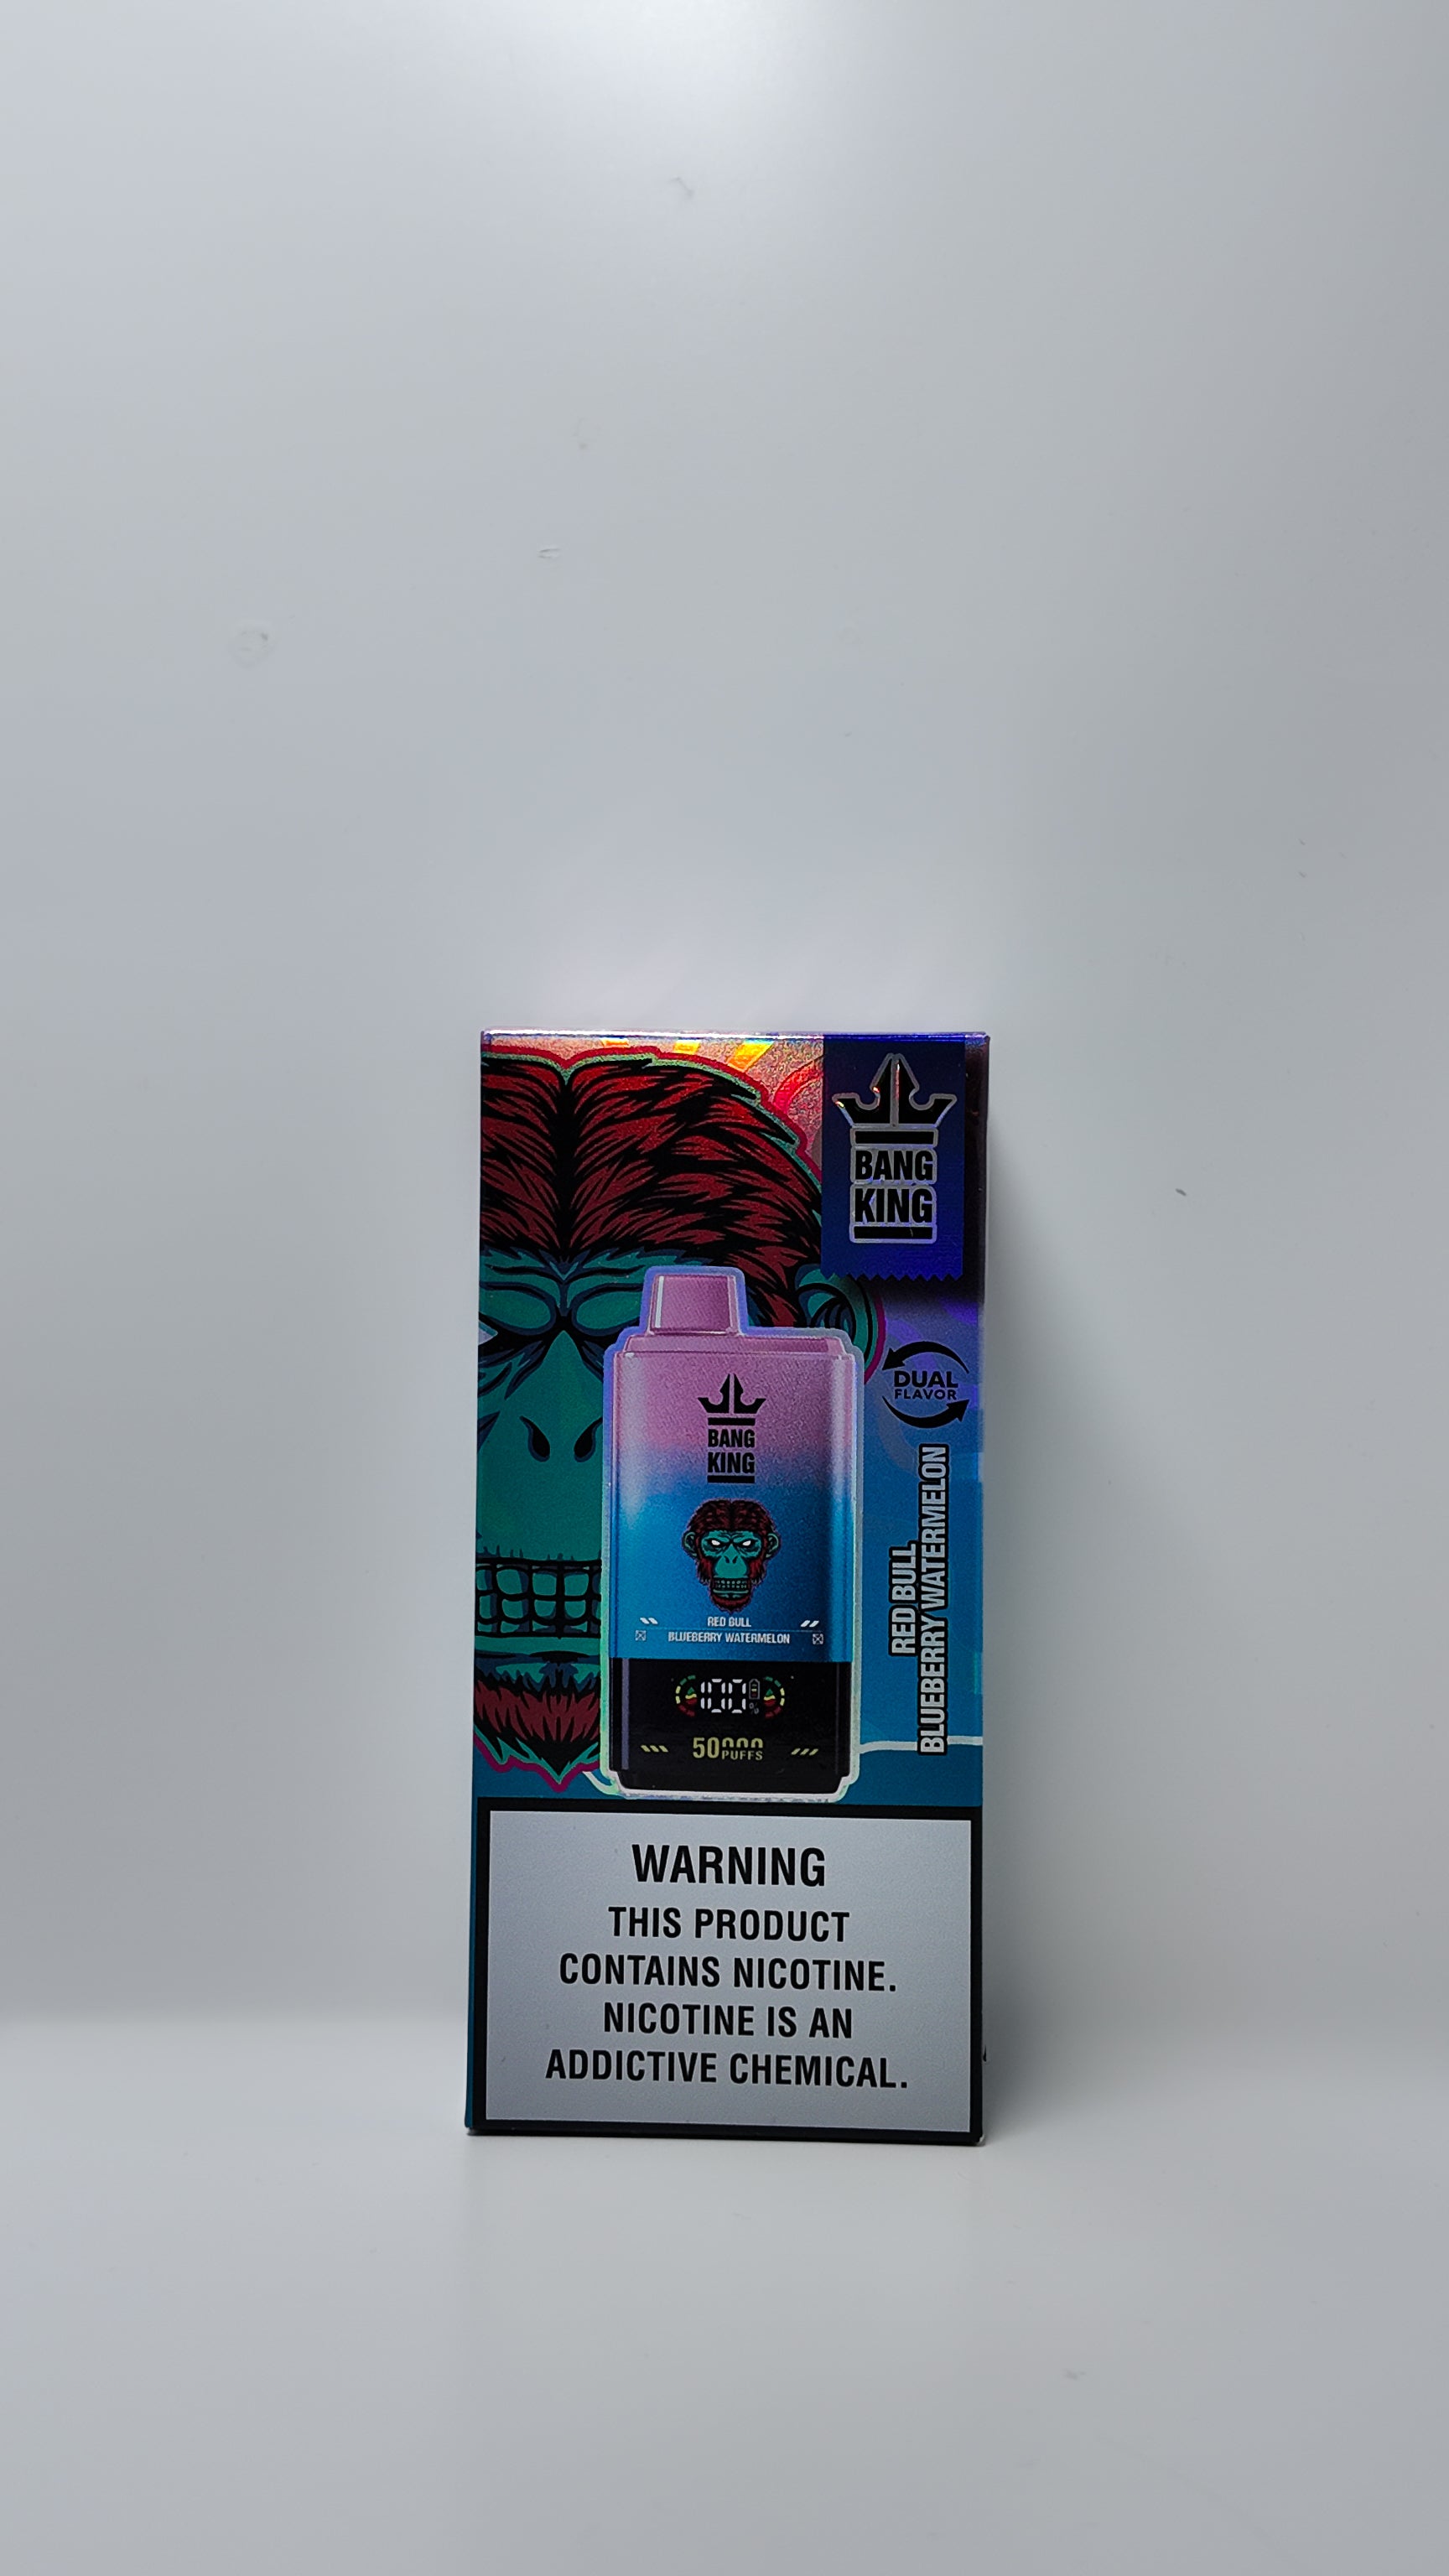 BANG
KING
DUAL
FLAVOR
RED BULL
BLUEBERRY WATERMELON
BANG
KING
RED BULL
BLUEBERRY WATERMELON
100%
50000
PUFFS
WARNING
THIS PRODUCT
CONTAINS NICOTINE.
NICOTINE IS AN
ADDICTIVE CHEMICAL.